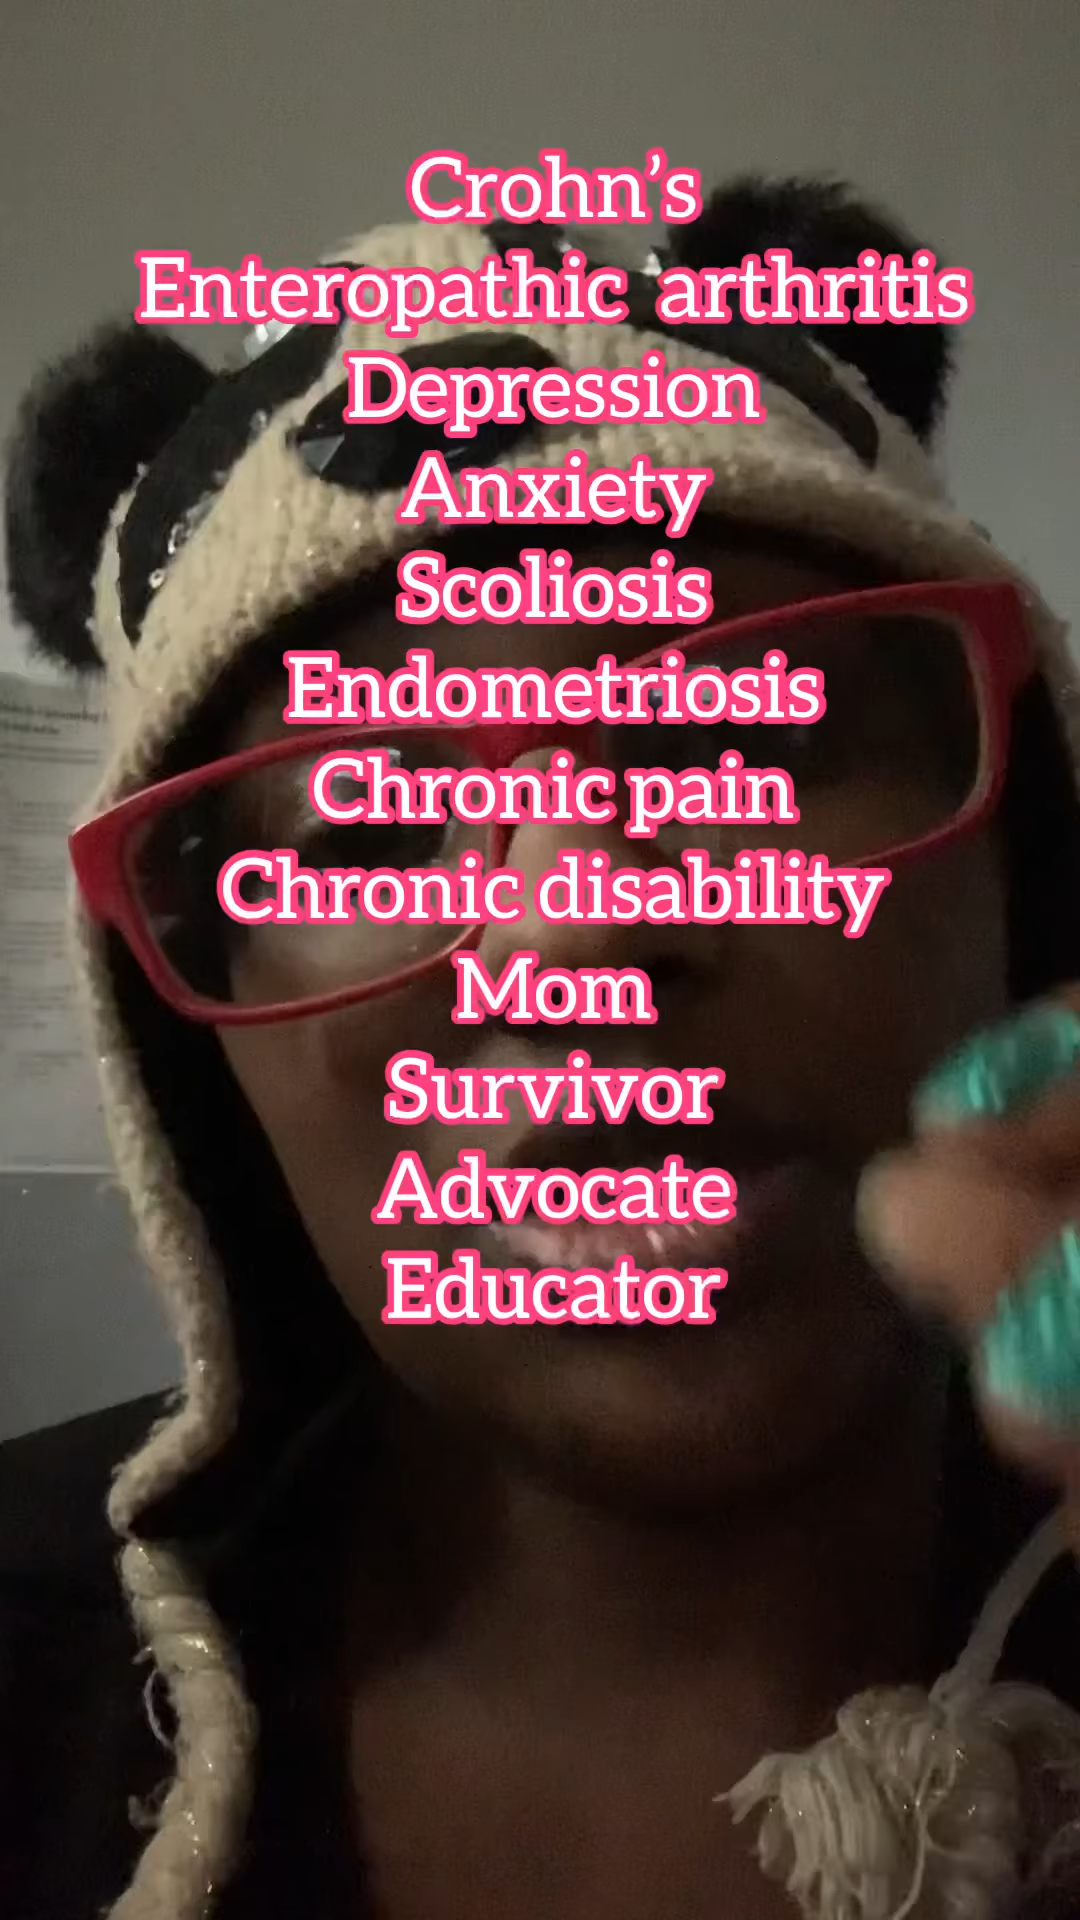 Crohn’s
Enteropathic  arthritis
Depression
Anxiety
Scoliosis
Endometriosis
Chronic pain
Chronic disability
Mom
Survivor
Advocate
Educator